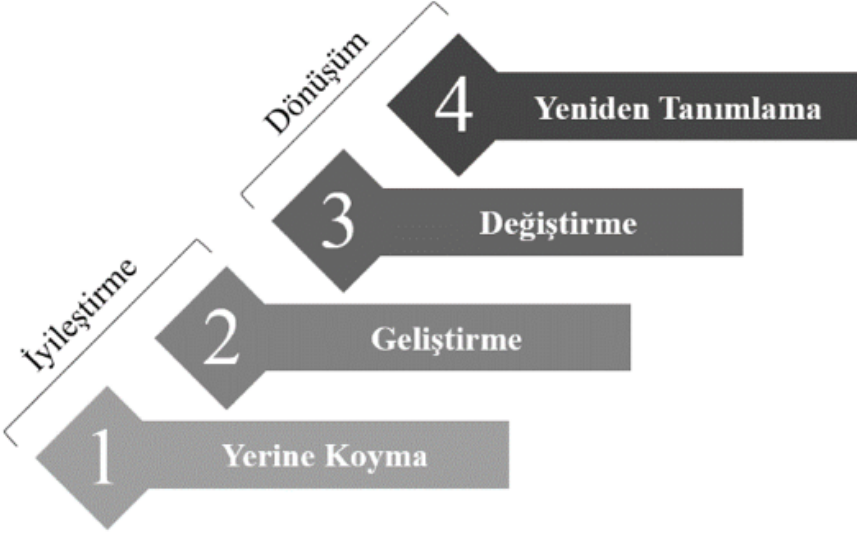 Dönüşüm
4 Yeniden Tanımlama
3 Değiştirme
İyileştirme
2 Geliştirme
1 Yerine Koyma